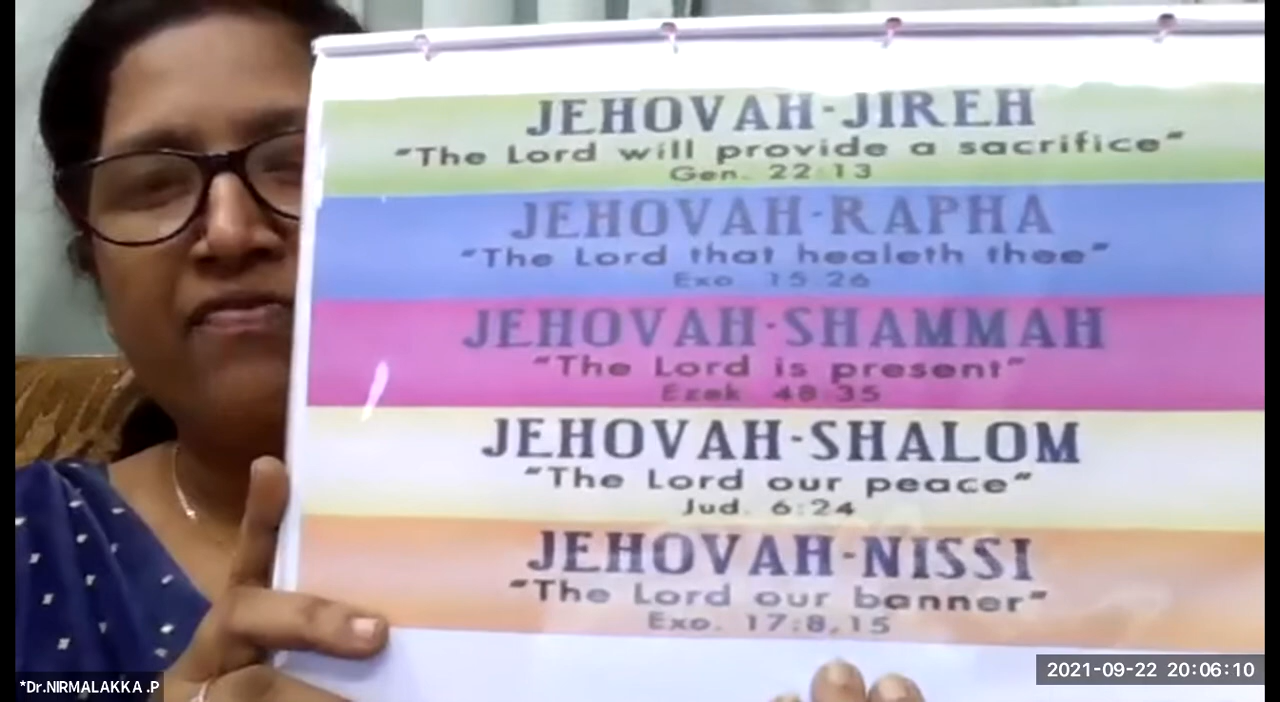 JEHOVAH-JIREH
"The Lord will provide a sacrifice"
Gen. 22:13
JEHOVAH-RAPHA
"The Lord that healeth thee"
Exo. 15:26
JEHOVAH-SHAMMAH
"The Lord is present"
Ezek 48:35
JEHOVAH-SHALOM
"The Lord our peace"
Jud. 6:24
JEHOVAH-NISSI
"The Lord our banner"
Exo. 17:8,15
*Dr.NIRMALAKKA .P
2021-09-22 20:06:10